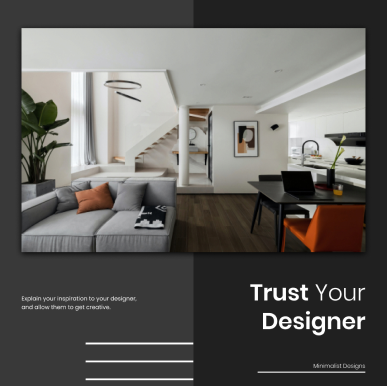 Explain your inspiration to your designer,
and allow them to get creative.
Trust Your
Designer
Minimalist Designs